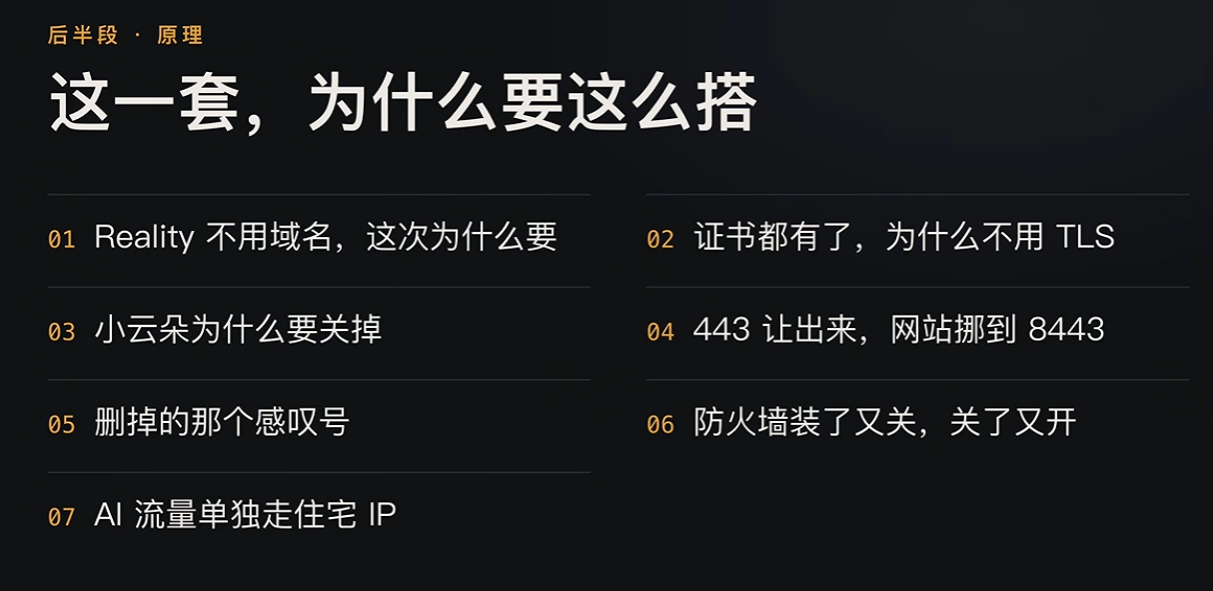 后半段 · 原理
这一套，为什么要这么搭
01 Reality 不用域名，这次为什么要
02 证书都有了，为什么不用 TLS
03 小云朵为什么要关掉
04 443 让出来，网站挪到 8443
05 删掉的那个感叹号
06 防火墙装了又关，关了又开
07 AI 流量单独走住宅 IP